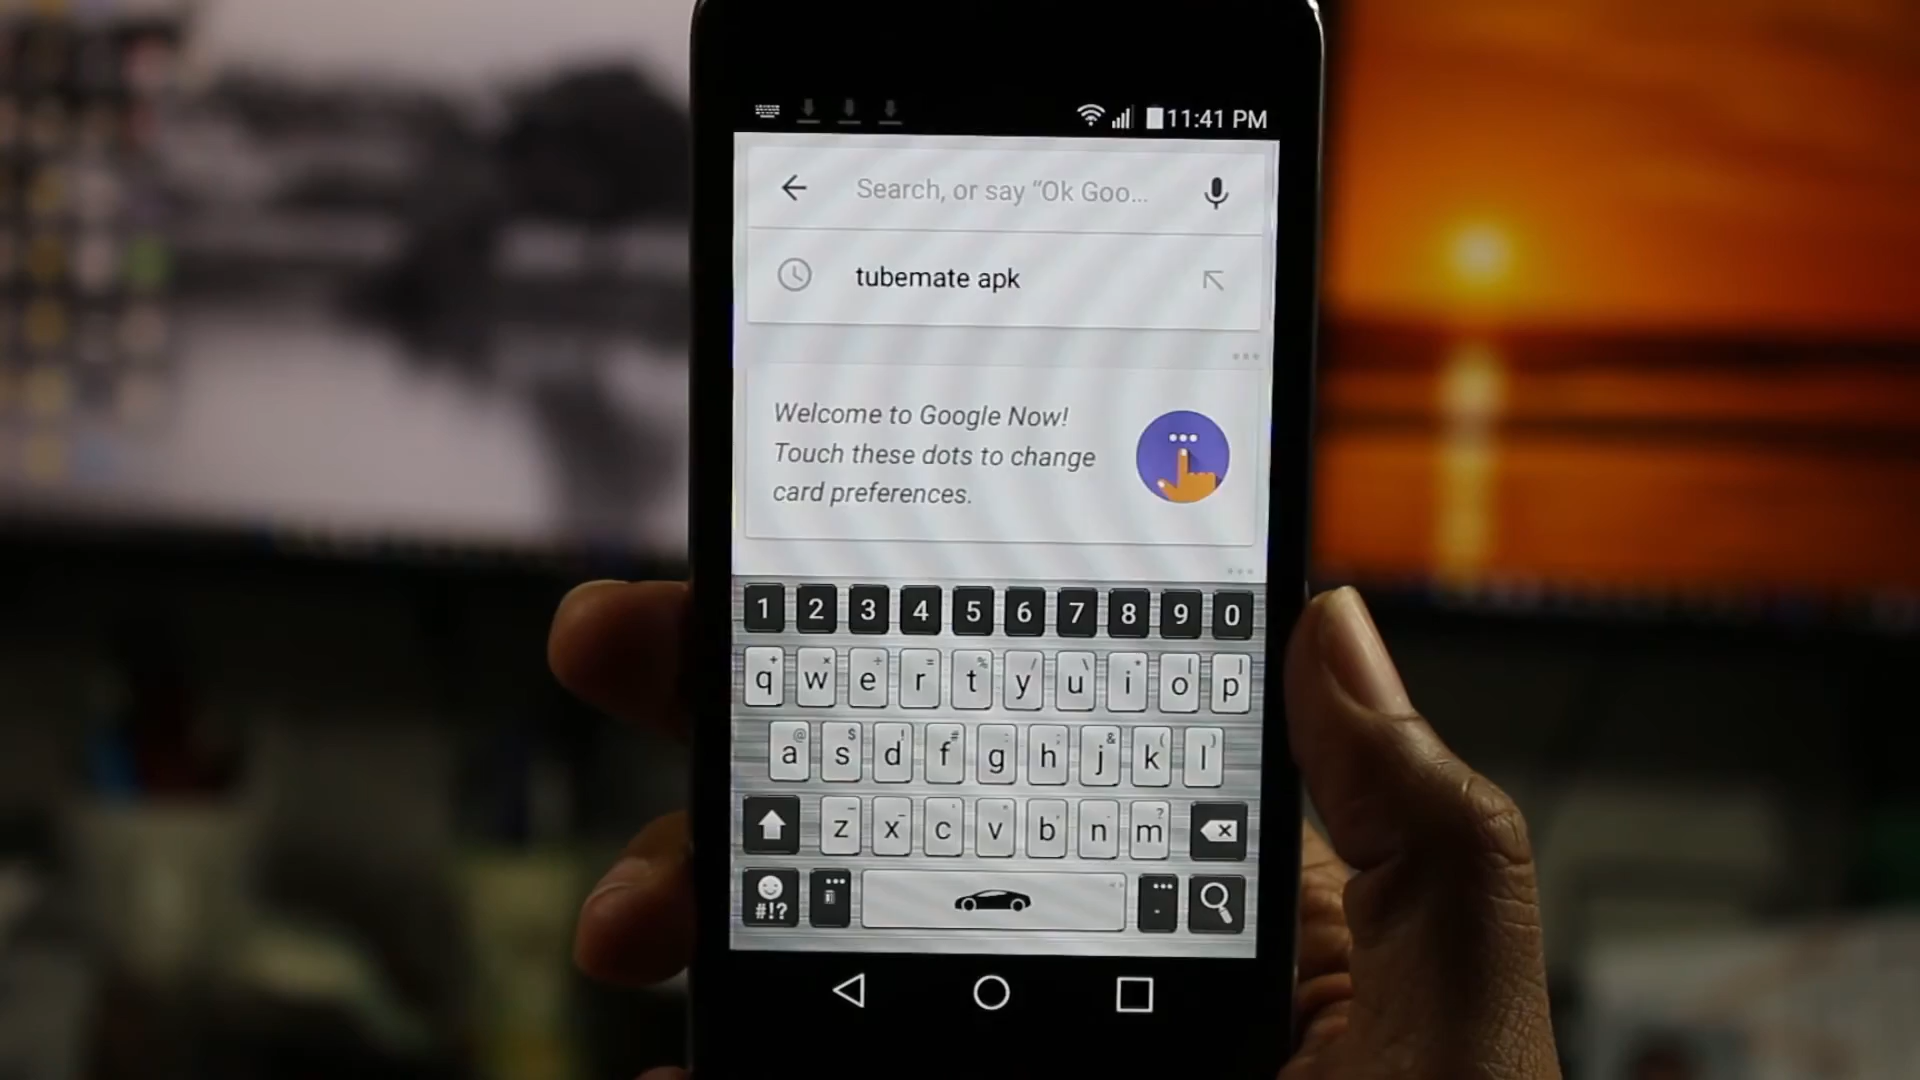 11:41 PM
Search, or say “Ok Goo...
tubemate apk
Welcome to Google Now!
Touch these dots to change
card preferences.
1 2 3 4 5 6 7 8 9 0
q w e r t y u i o p
a s d f g h j k l
z x c v b n m
#!?